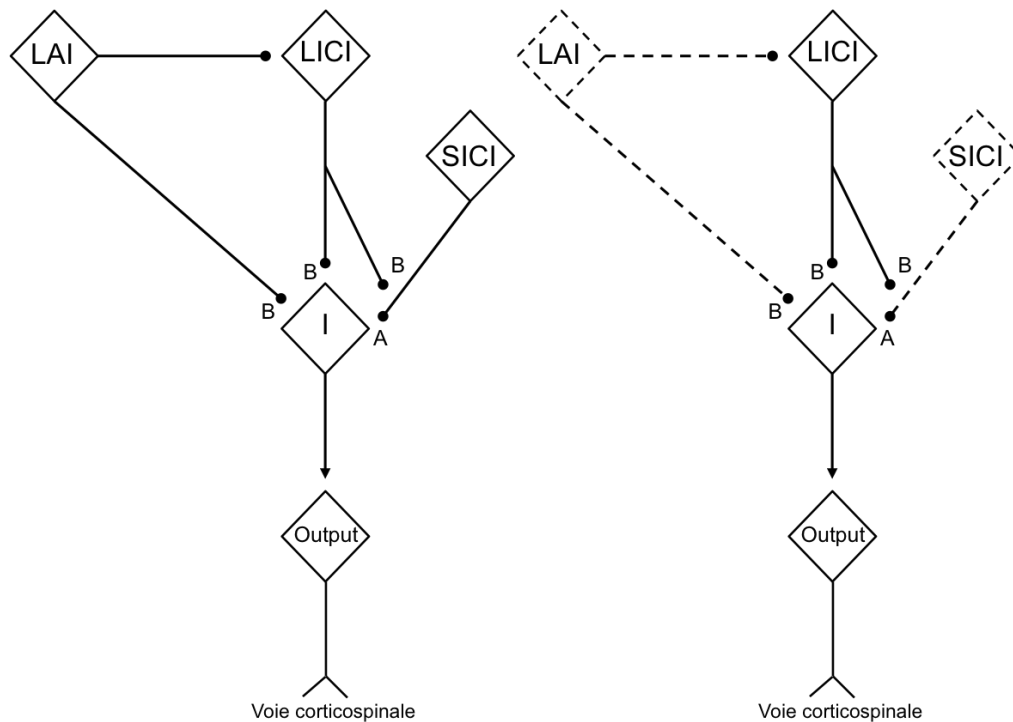 LAI LICI LAI LICI
SICI SICI
B B B B
B I A B I A
Output Output
Voie corticospinale Voie corticospinale